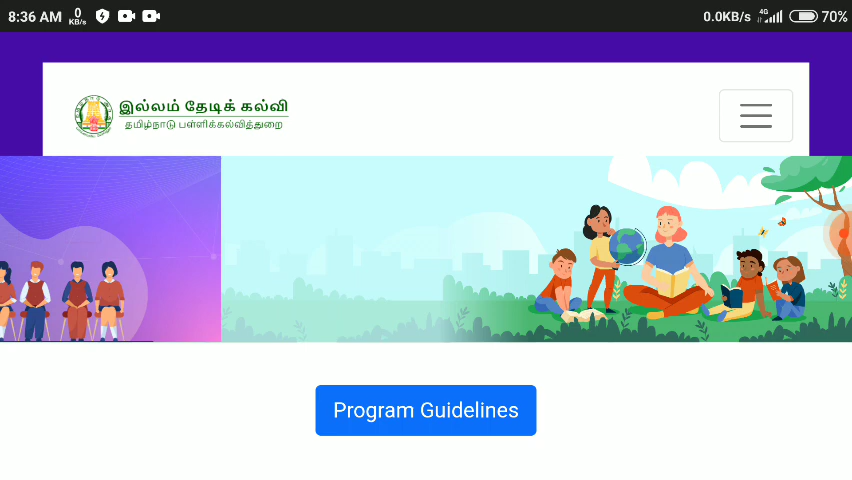 8:36 AM 0 KB/s 0.0KB/s 4G 70%
இல்லம் தேடிக் கல்வி
தமிழ்நாடு பள்ளிக்கல்வித்துறை
Program Guidelines